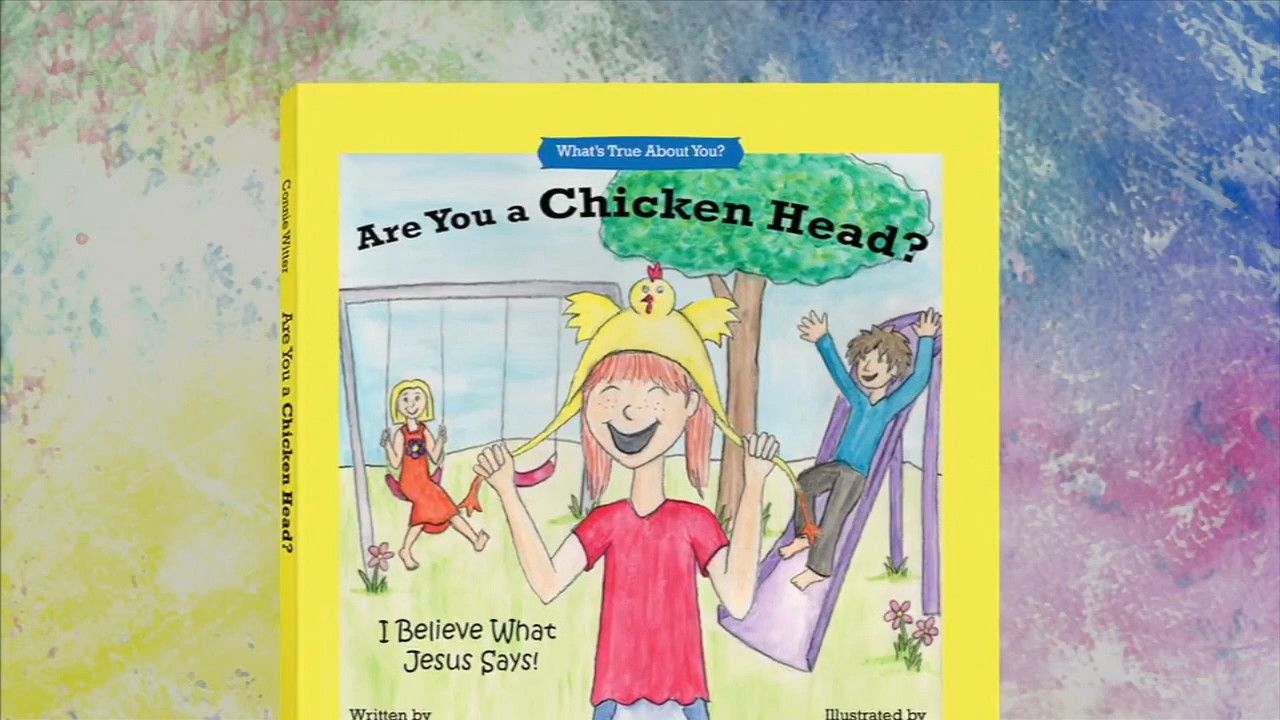 What's True About You?
Are You a Chicken Head?
I Believe What
Jesus Says!
Written by
Illustrated by
Connie Witter
Are You a Chicken Head?